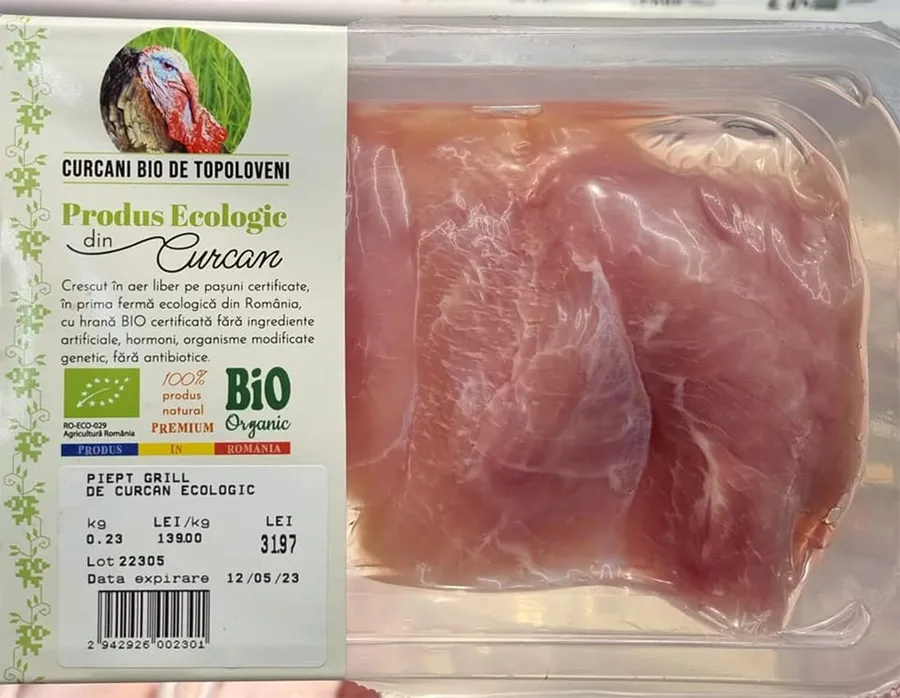 CURCANI BIO DE TOPOLOVENI
Produs Ecologic
din Curcan
Crescut în aer liber pe pașuni certificate,
în prima fermă ecologică din România,
cu hrană BIO certificată fără ingrediente
artificiale, hormoni, organisme modificate
genetic, fără antibiotice.
RO-ECO-029
Agricultură România
100%
produs
natural
PREMIUM
BiO
Organic
PRODUS IN ROMÂNIA
PIEPT GRILL
DE CURCAN ECOLOGIC
kg LEI/kg LEI
0.23 139.00 31.97
Lot 22305
Data expirare 12/05/23
2 942926 002301